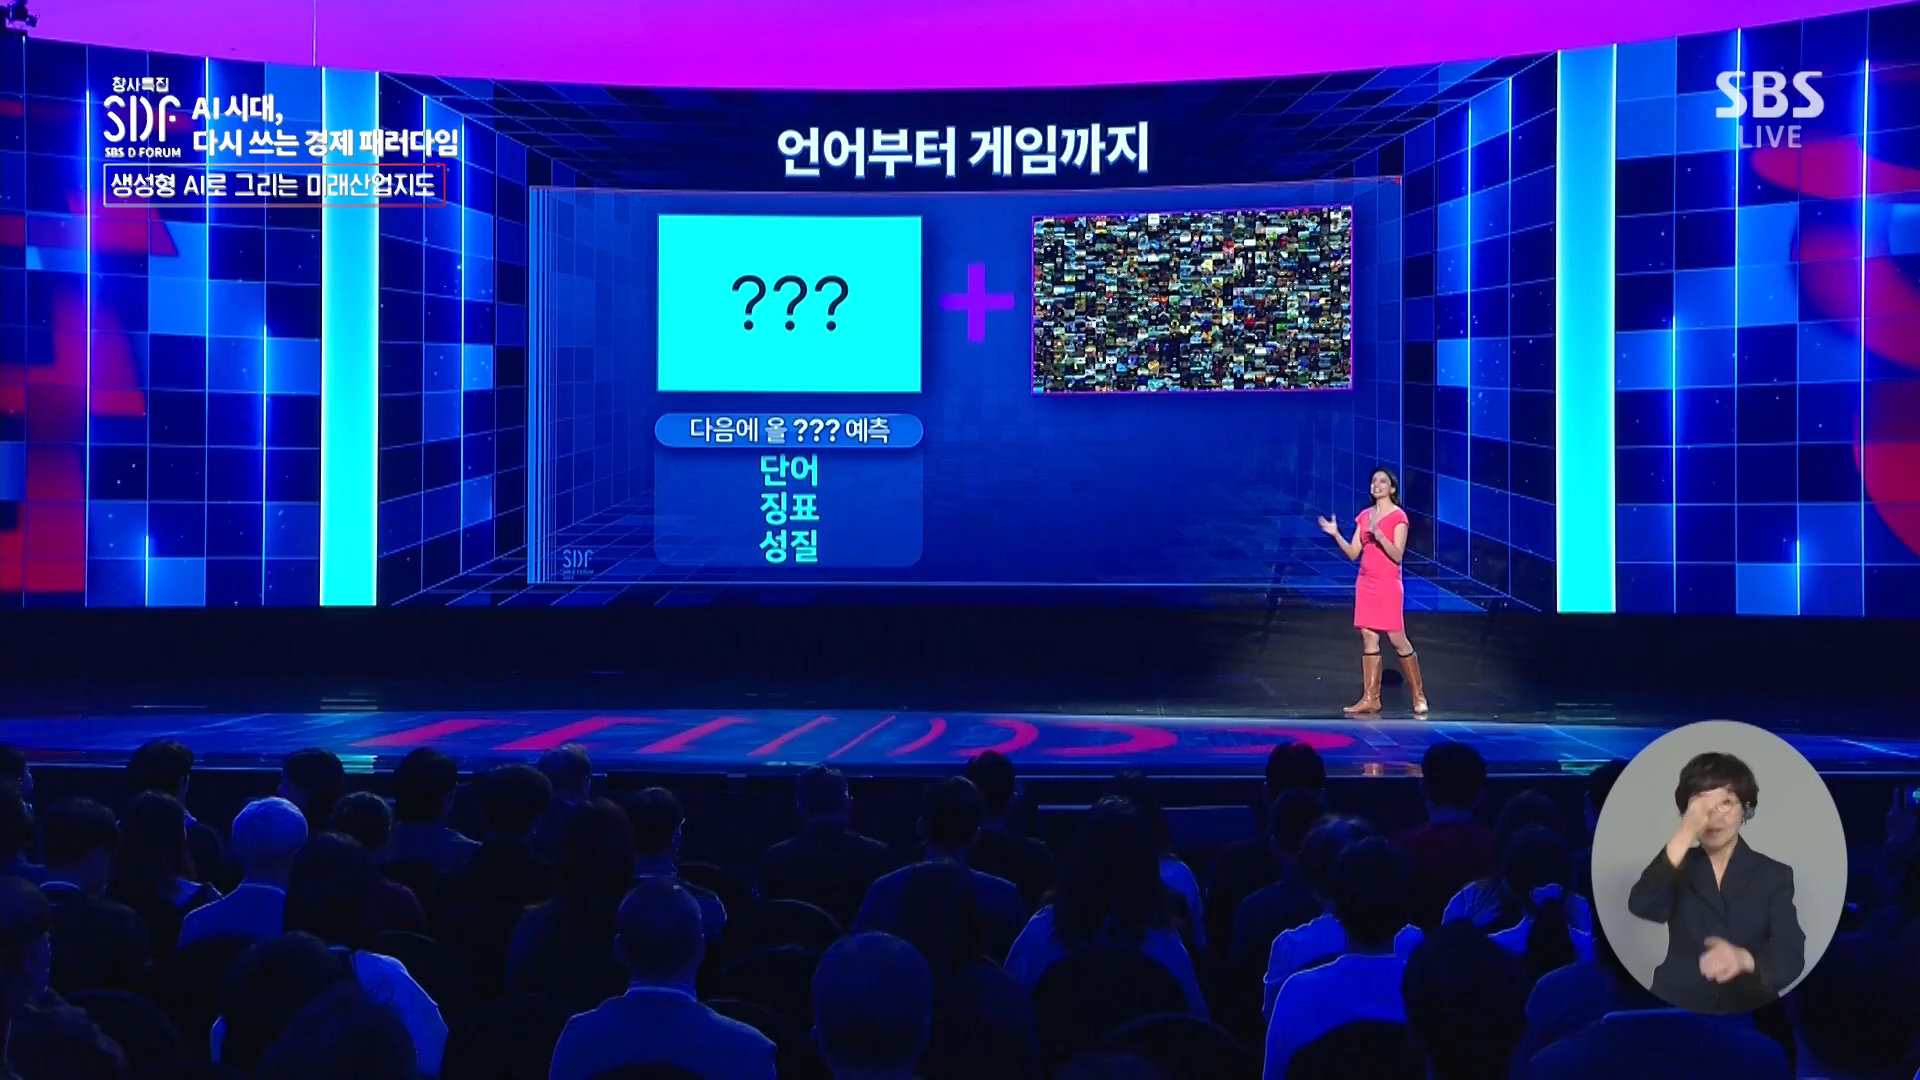 창사특집
SDF
SBS D FORUM
AI 시대,
다시 쓰는 경제 패러다임
생성형 AI로 그리는 미래산업지도
SBS
LIVE
언어부터 게임까지
???
+
다음에 올 ??? 예측
단어
징표
성질
SDF